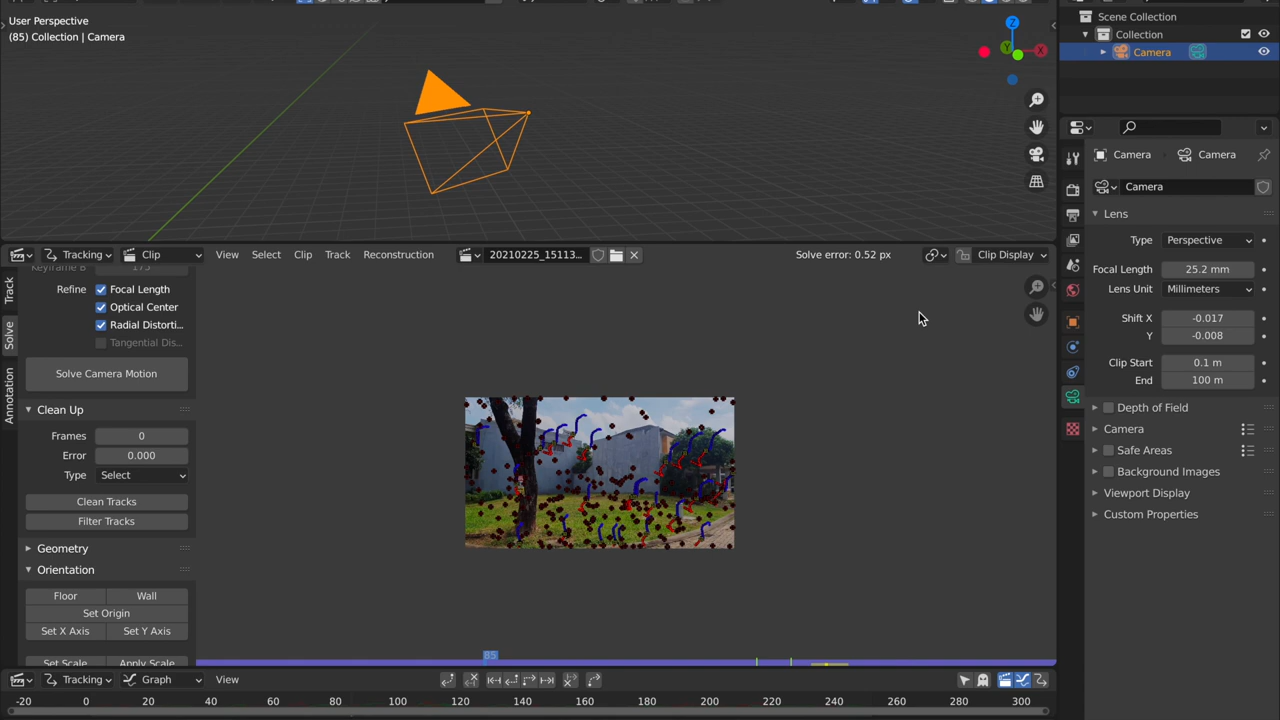 User Perspective
(85) Collection | Camera
Z
Y
X
Scene Collection
Collection
Camera
Camera
Camera
Camera
Lens
Type
Perspective
Focal Length
25.2 mm
Lens Unit
Millimeters
Shift X
-0.017
Y
-0.008
Clip Start
0.1 m
End
100 m
Depth of Field
Camera
Safe Areas
Background Images
Viewport Display
Custom Properties
Tracking
Clip
View
Select
Clip
Track
Reconstruction
20210225_15113...
Solve error: 0.52 px
Clip Display
Track
Solve
Annotation
Keyframe B
175
Refine
Focal Length
Optical Center
Radial Distorti...
Tangential Dis...
Solve Camera Motion
Clean Up
Frames
0
Error
0.000
Type
Select
Clean Tracks
Filter Tracks
Geometry
Orientation
Floor
Wall
Set Origin
Set X Axis
Set Y Axis
Set Scale
Apply Scale
85
Tracking
Graph
View
-20 0 20 40 60 80 100 120 140 160 180 200 220 240 260 280 300